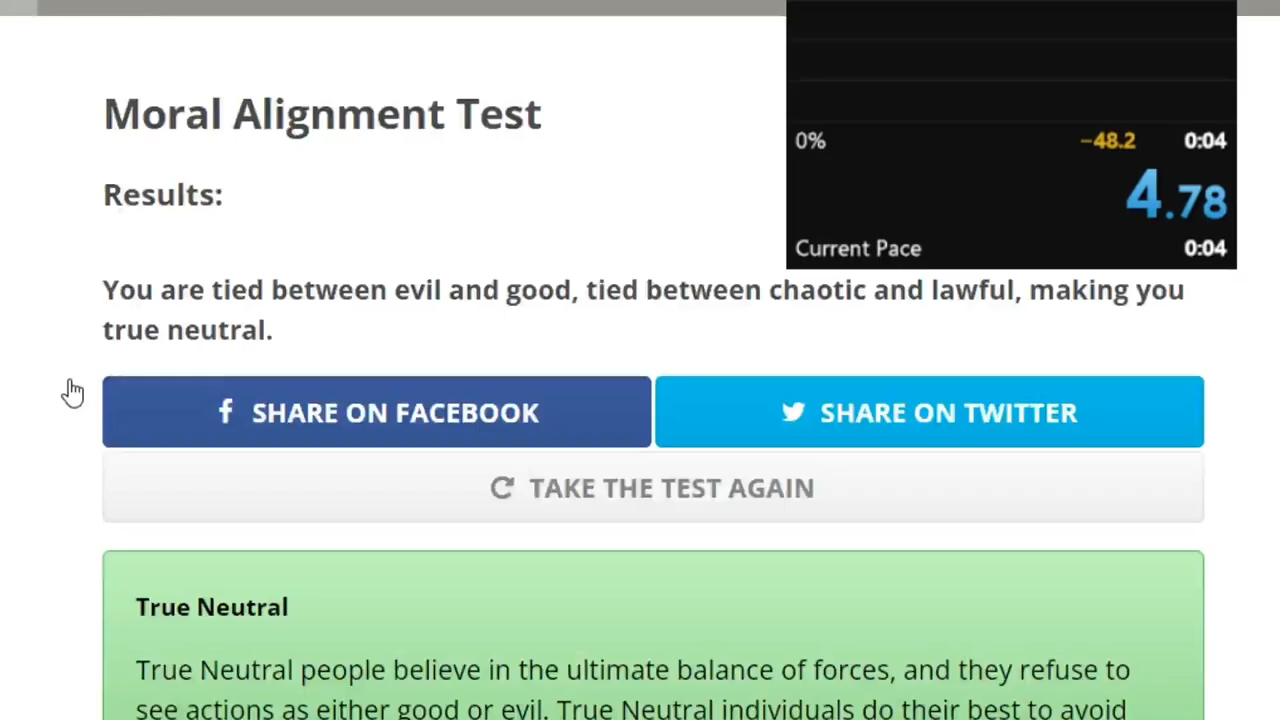 Moral Alignment Test
0% −48.2 0:04
Results:
4.78
Current Pace 0:04
You are tied between evil and good, tied between chaotic and lawful, making you
true neutral.
SHARE ON FACEBOOK SHARE ON TWITTER
TAKE THE TEST AGAIN
True Neutral
True Neutral people believe in the ultimate balance of forces, and they refuse to
see actions as either good or evil. True Neutral individuals do their best to avoid